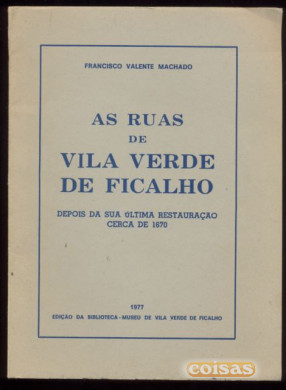 FRANCISCO VALENTE MACHADO
AS RUAS
DE
VILA VERDE
DE FICALHO
DEPOIS DA SUA ÚLTIMA RESTAURAÇÃO
CERCA DE 1670
1977
EDIÇÃO DA BIBLIOTECA-MUSEU DE VILA VERDE DE FICALHO
coisas